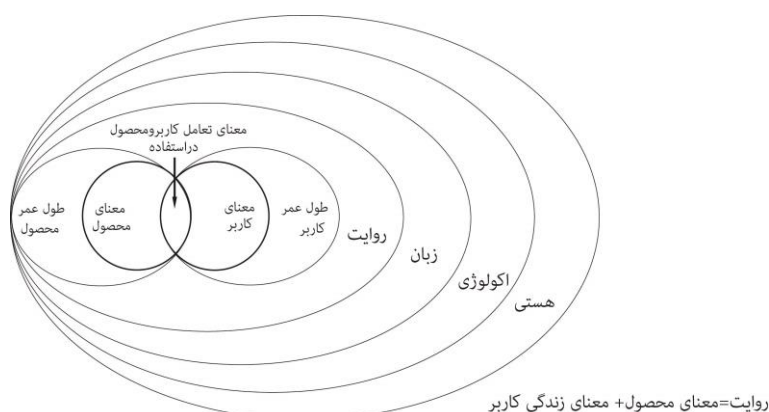 معنای تعامل کاربرومحصول
دراستفاده
طول عمر
کاربر
معنای
کاربر
معنای
محصول
طول عمر
محصول
روایت
زبان
اکولوژی
هستی
روایت=معنای محصول+ معنای زندگی کاربر